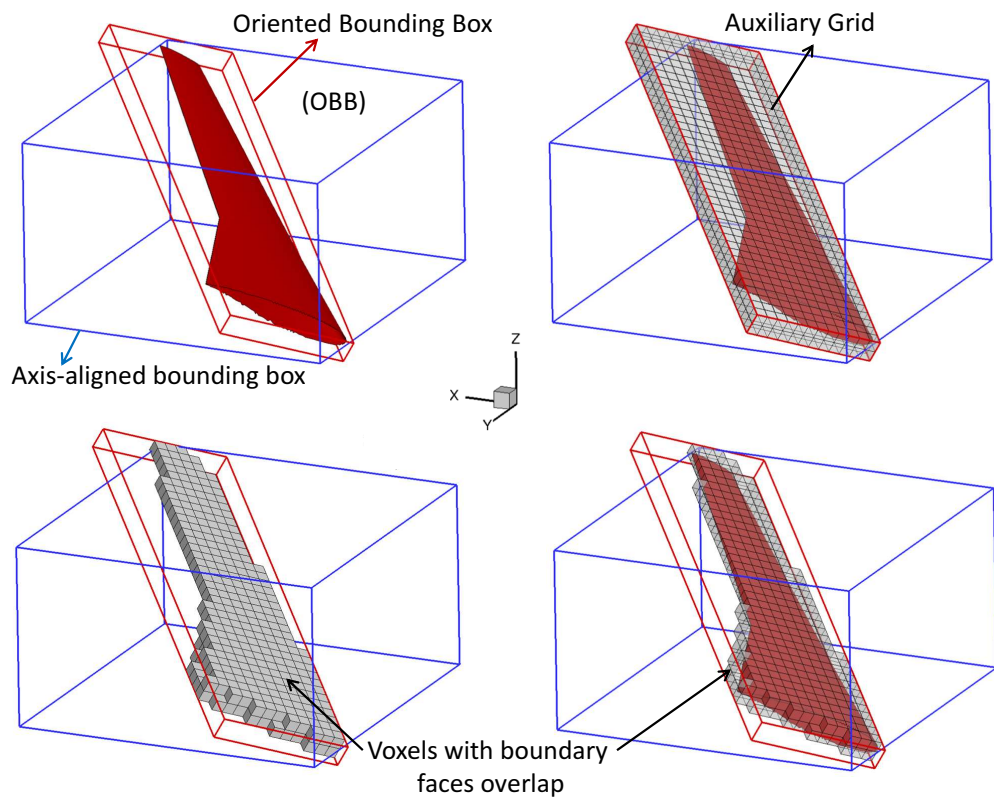 Oriented Bounding Box
(OBB)
Auxiliary Grid
Axis-aligned bounding box
Z
X
Y
Voxels with boundary
faces overlap